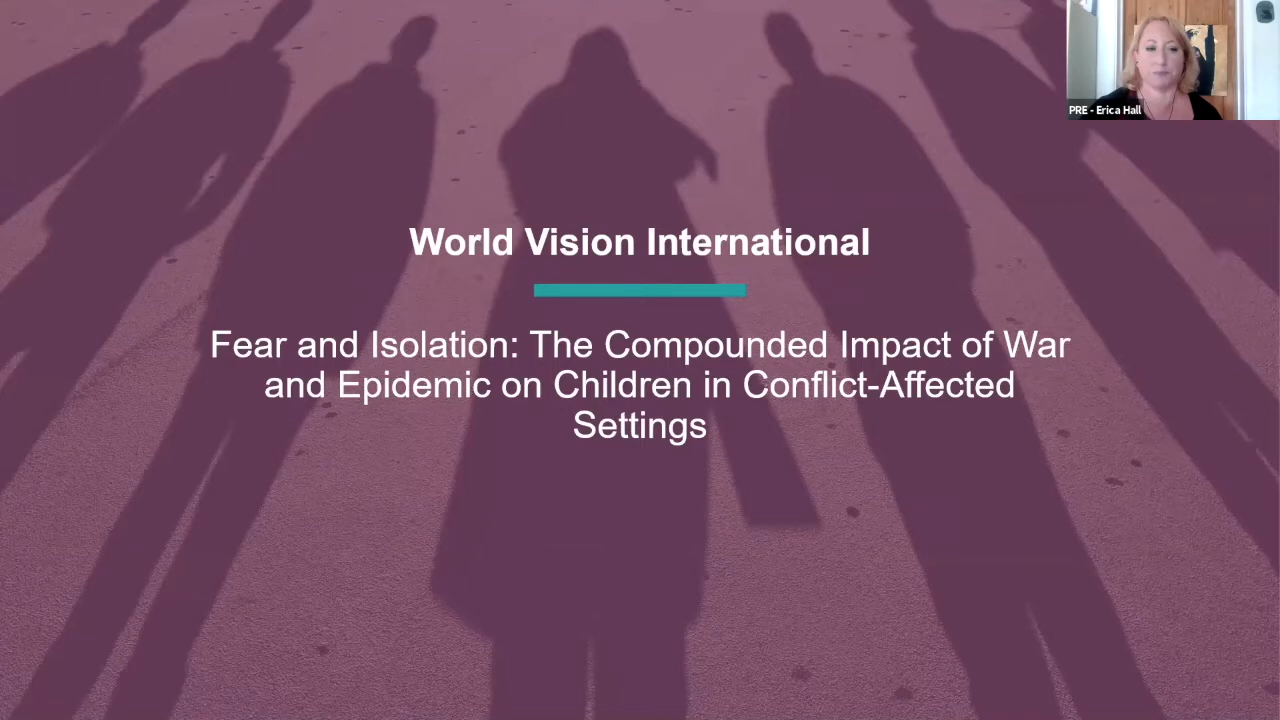 PRE - Erica Hall
World Vision International
Fear and Isolation: The Compounded Impact of War
and Epidemic on Children in Conflict-Affected
Settings